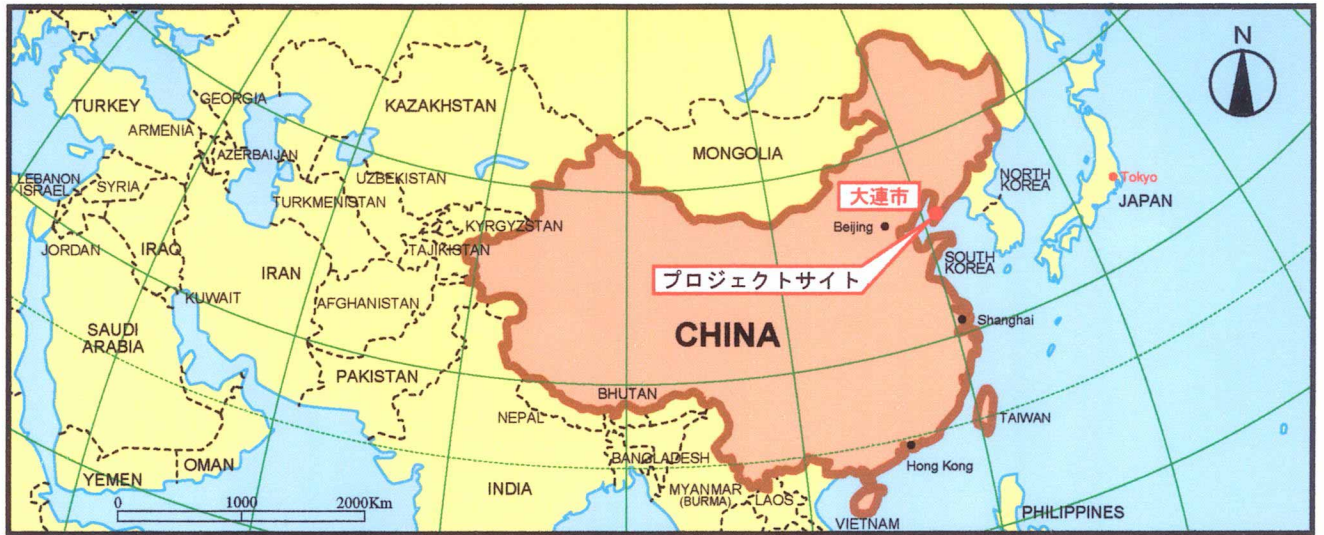 N
TURKEY
GEORGIA
KAZAKHSTAN
ARMENIA
AZERBAIJAN
MONGOLIA
LEBANON
ISRAEL
SYRIA
UZBEKISTAN
TURKMENISTAN
NORTH
KOREA
Tokyo
JAPAN
大連市
Beijing
KYRGYZSTAN
TAJIKISTAN
JORDAN
IRAQ
IRAN
SOUTH
KOREA
プロジェクトサイト
KUWAIT
AFGHANISTAN
Shanghai
SAUDI
ARABIA
CHINA
PAKISTAN
BHUTAN
NEPAL
TAIWAN
BANGLADESH
OMAN
Hong Kong
YEMEN
INDIA
MYANMAR
(BURMA)
LAOS
PHILIPPINES
VIETNAM
0 1000 2000Km